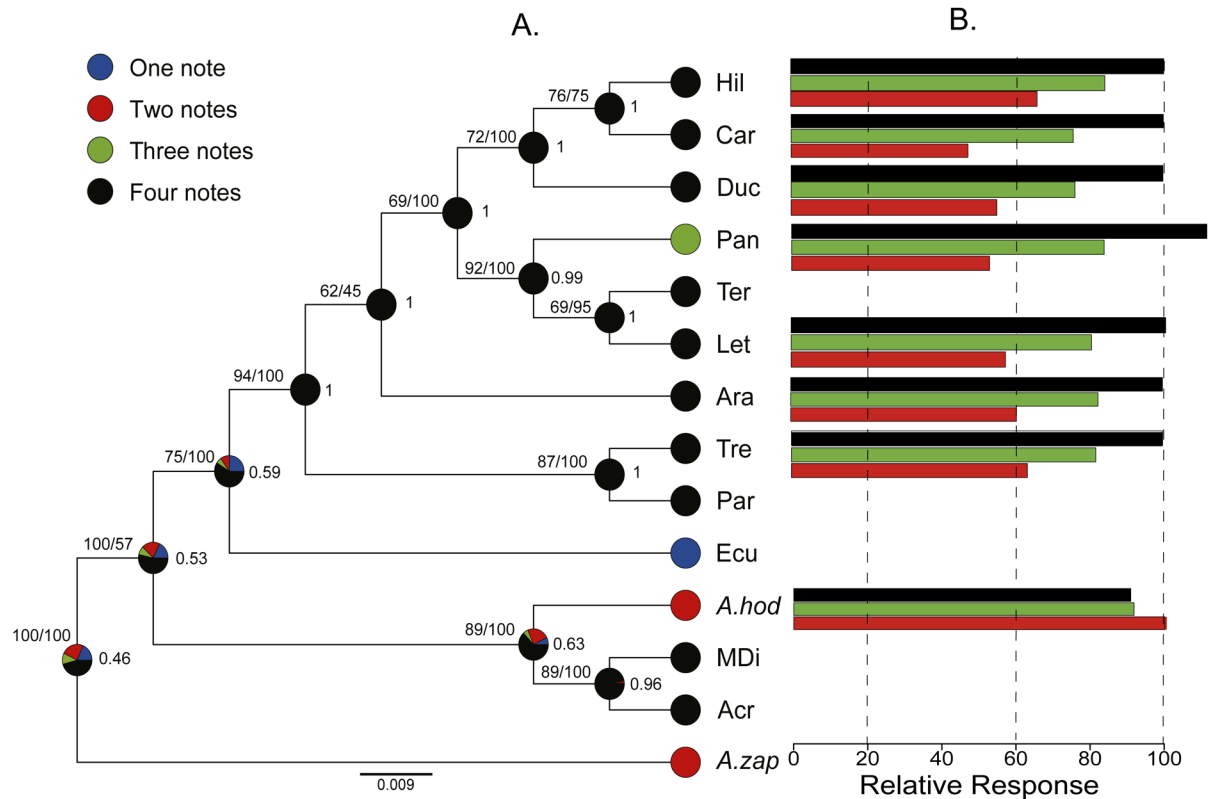 A.
B.
One note
Two notes
Three notes
Four notes
76/75
1
Hil
Car
72/100
1
Duc
69/100
1
Pan
92/100
0.99
Ter
69/95
1
Let
62/45
1
Ara
94/100
1
Tre
87/100
1
Par
75/100
0.59
Ecu
100/57
0.53
A.hod
89/100
0.63
MDi
89/100
0.96
Acr
100/100
0.46
A.zap
0.009
0 20 40 60 80 100
Relative Response